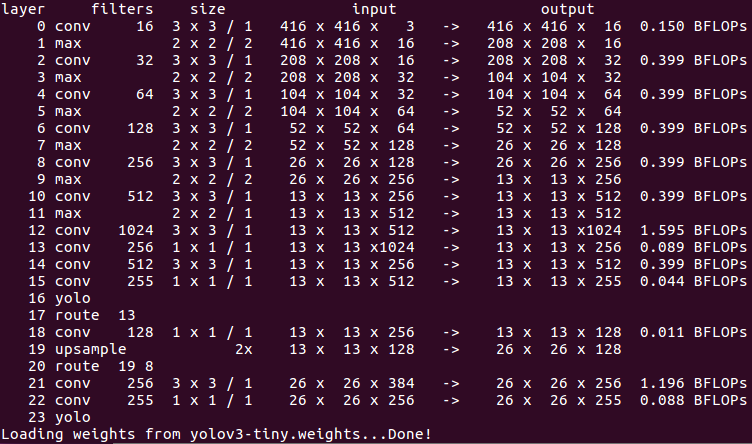 layer     filters    size              input                output
    0 conv     16  3 x 3 / 1   416 x 416 x   3   ->   416 x 416 x  16  0.150 BFLOPs
    1 max          2 x 2 / 2   416 x 416 x  16   ->   208 x 208 x  16
    2 conv     32  3 x 3 / 1   208 x 208 x  16   ->   208 x 208 x  32  0.399 BFLOPs
    3 max          2 x 2 / 2   208 x 208 x  32   ->   104 x 104 x  32
    4 conv     64  3 x 3 / 1   104 x 104 x  32   ->   104 x 104 x  64  0.399 BFLOPs
    5 max          2 x 2 / 2   104 x 104 x  64   ->    52 x  52 x  64
    6 conv    128  3 x 3 / 1    52 x  52 x  64   ->    52 x  52 x 128  0.399 BFLOPs
    7 max          2 x 2 / 2    52 x  52 x 128   ->    26 x  26 x 128
    8 conv    256  3 x 3 / 1    26 x  26 x 128   ->    26 x  26 x 256  0.399 BFLOPs
    9 max          2 x 2 / 2    26 x  26 x 256   ->    13 x  13 x 256
   10 conv    512  3 x 3 / 1    13 x  13 x 256   ->    13 x  13 x 512  0.399 BFLOPs
   11 max          2 x 2 / 1    13 x  13 x 512   ->    13 x  13 x 512
   12 conv   1024  3 x 3 / 1    13 x  13 x 512   ->    13 x  13 x1024  1.595 BFLOPs
   13 conv    256  1 x 1 / 1    13 x  13 x1024   ->    13 x  13 x 256  0.089 BFLOPs
   14 conv    512  3 x 3 / 1    13 x  13 x 256   ->    13 x  13 x 512  0.399 BFLOPs
   15 conv    255  1 x 1 / 1    13 x  13 x 512   ->    13 x  13 x 255  0.044 BFLOPs
   16 yolo
   17 route  13
   18 conv    128  1 x 1 / 1    13 x  13 x 256   ->    13 x  13 x 128  0.011 BFLOPs
   19 upsample            2x    13 x  13 x 128   ->    26 x  26 x 128
   20 route  19 8
   21 conv    256  3 x 3 / 1    26 x  26 x 384   ->    26 x  26 x 256  1.196 BFLOPs
   22 conv    255  1 x 1 / 1    26 x  26 x 256   ->    26 x  26 x 255  0.088 BFLOPs
   23 yolo
Loading weights from yolov3-tiny.weights...Done!